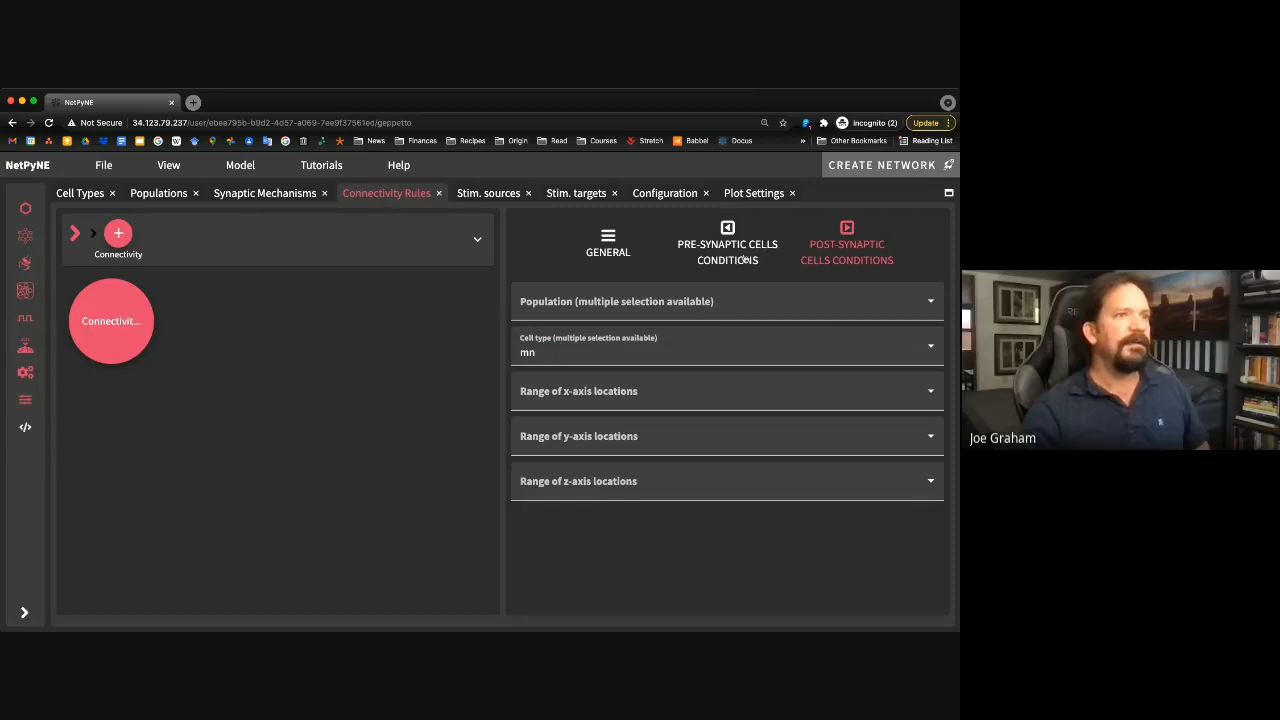 NetPyNE
Not Secure 34.123.79.237/user/ebee795b-b9d2-4d57-a069-7ee9f37561ed/geppetto
Incognito (2)
Update
News
Finances
Recipes
Origin
Read
Courses
Stretch
Babbel
Docus
»
Other Bookmarks
Reading List
NetPyNE
File
View
Model
Tutorials
Help
CREATE NETWORK
Cell Types
Populations
Synaptic Mechanisms
Connectivity Rules
Stim. sources
Stim. targets
Configuration
Plot Settings
Connectivity
Connectivit...
GENERAL
PRE-SYNAPTIC CELLS
CONDITIONS
POST-SYNAPTIC
CELLS CONDITIONS
Population (multiple selection available)
Cell type (multiple selection available)
mn
Range of x-axis locations
Range of y-axis locations
Range of z-axis locations
Joe Graham